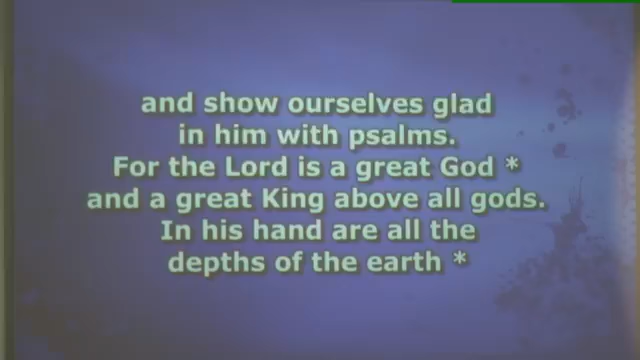 and show ourselves glad
in him with psalms.
For the Lord is a great God *
and a great King above all gods.
In his hand are all the
depths of the earth *